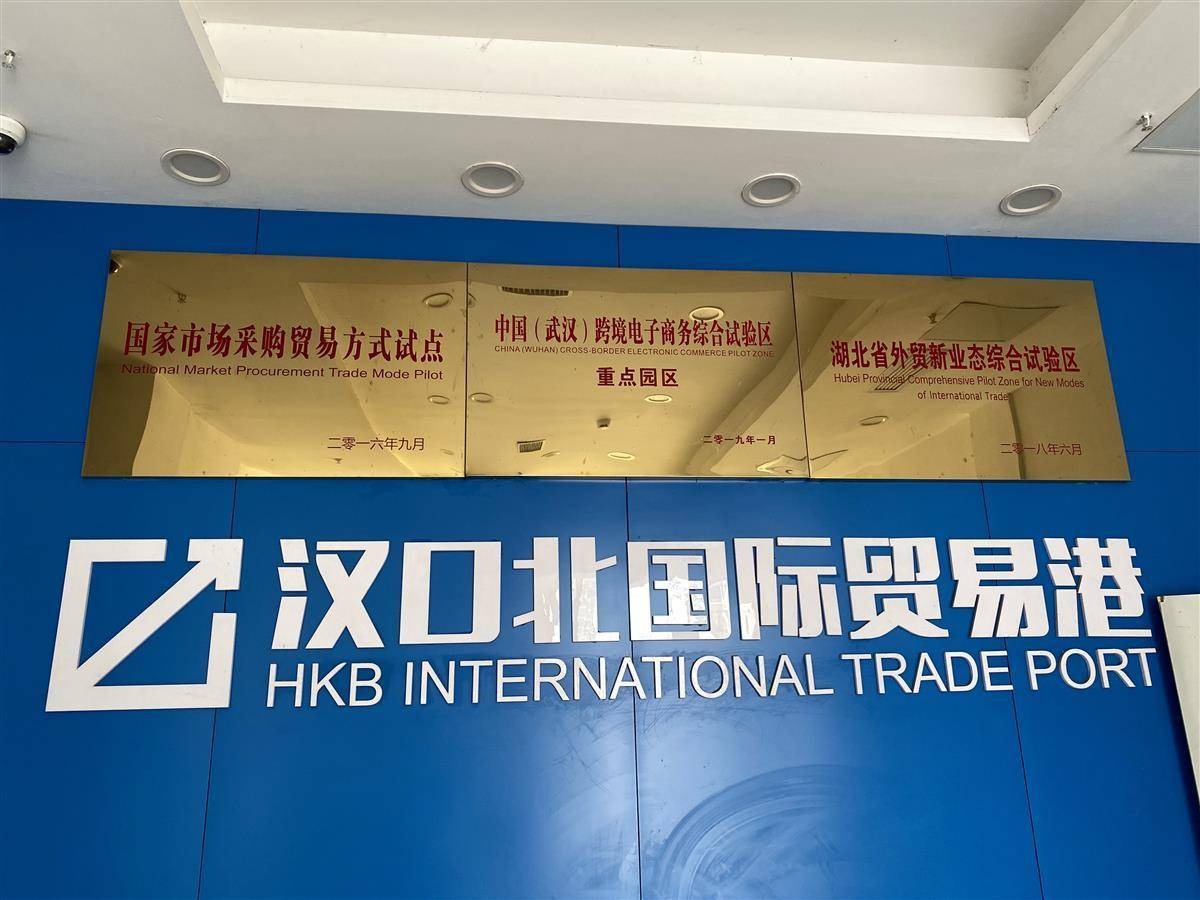 国家市场采购贸易方式试点
National Market Procurement Trade Mode Pilot
二零一六年九月
中国（武汉）跨境电子商务综合试验区
CHINA (WUHAN) CROSS-BORDER ELECTRONIC COMMERCE PILOT ZONE
重点园区
二零一九年一月
湖北省外贸新业态综合试验区
Hubei Provincial Comprehensive Pilot Zone for New Modes
of International Trade
二零一八年六月
汉口北国际贸易港
HKB INTERNATIONAL TRADE PORT